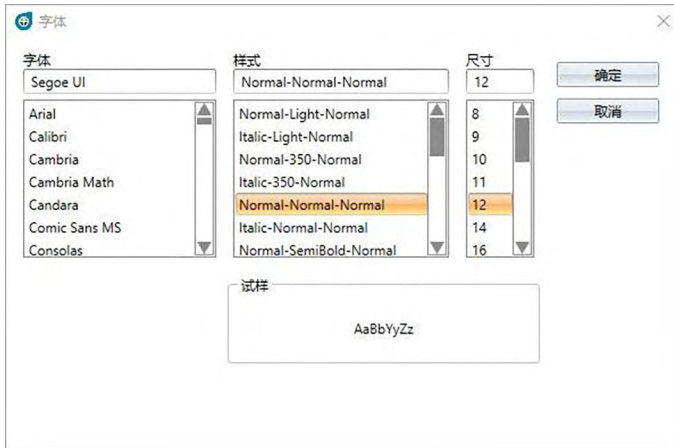 字体
字体
Segoe UI
Arial
Calibri
Cambria
Cambria Math
Candara
Comic Sans MS
Consolas
样式
Normal-Normal-Normal
Normal-Light-Normal
Italic-Light-Normal
Normal-350-Normal
Italic-350-Normal
Normal-Normal-Normal
Italic-Normal-Normal
Normal-SemiBold-Normal
尺寸
12
8
9
10
11
12
14
16
确定
取消
试样
AaBbYyZz